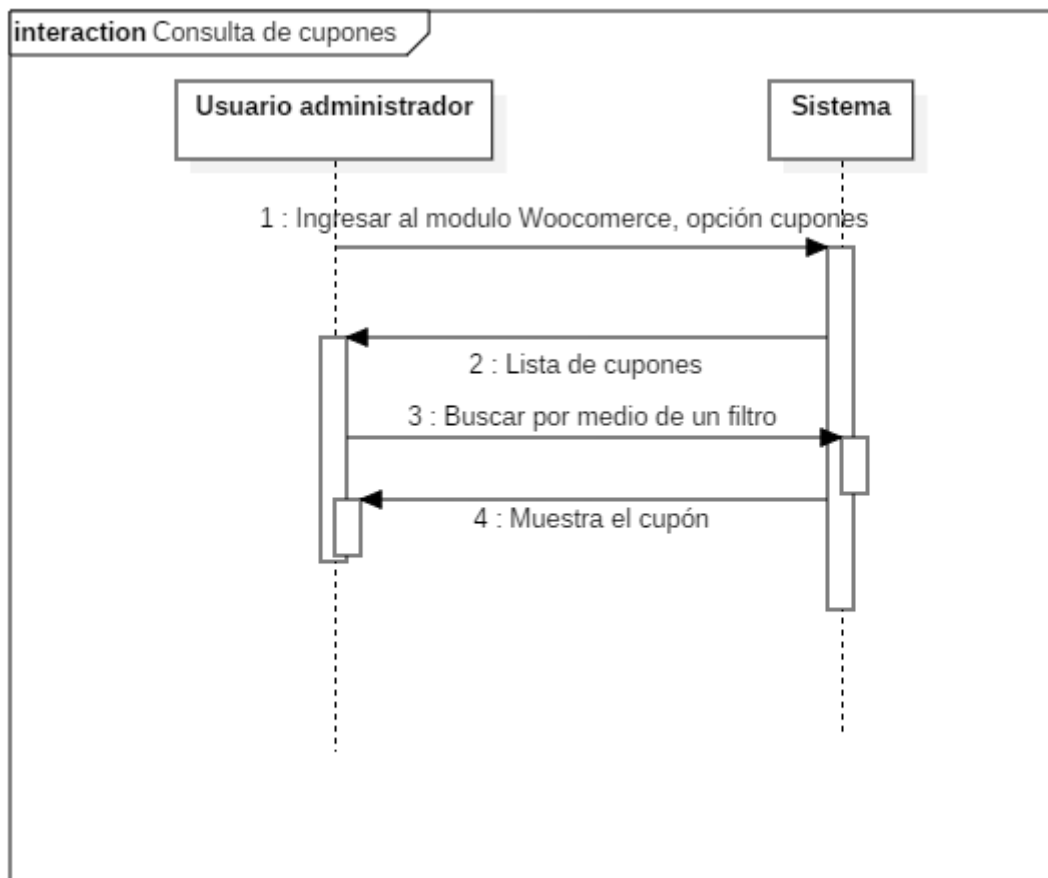 interaction Consulta de cupones
Usuario administrador
Sistema
1 : Ingresar al modulo Woocomerce, opción cupones
2 : Lista de cupones
3 : Buscar por medio de un filtro
4 : Muestra el cupón